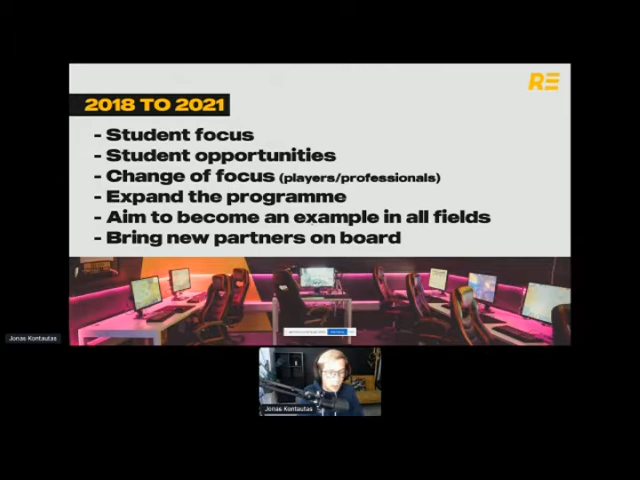 RE
2018 TO 2021
- Student focus
- Student opportunities
- Change of focus (players/professionals)
- Expand the programme
- Aim to become an example in all fields
- Bring new partners on board
Jonas Kontautas
Jonas Kontautas